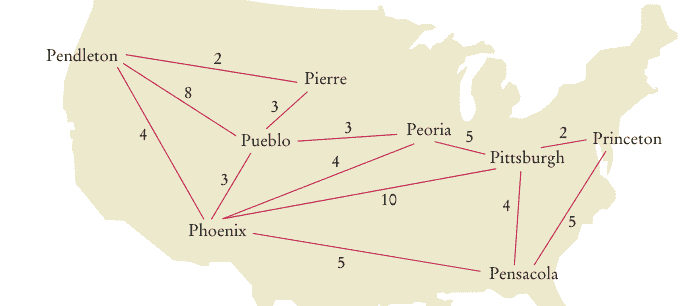 Pendleton
2
Pierre
8
3
4
Pueblo
3
Peoria
5
2
Princeton
Pittsburgh
4
3
10
4
5
Phoenix
5
Pensacola